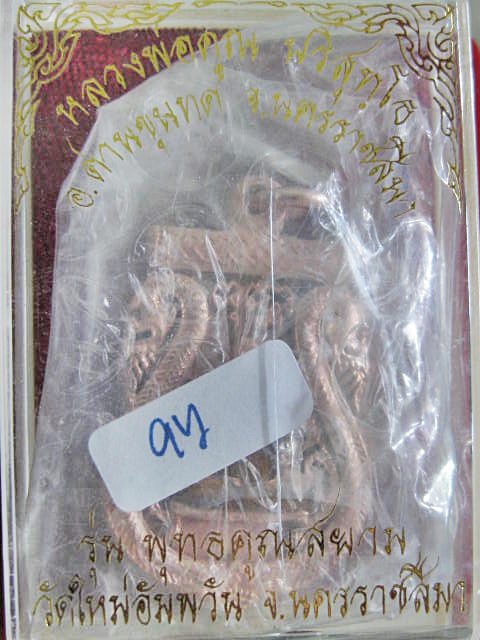 หลวงพ่อคูณ ปริสุทฺโธ
อ.ด่านขุนทด จ.นครราชสีมา
รุ่น พุทธคูณสยาม
วัดใหม่อัมพวัน จ.นครราชสีมา